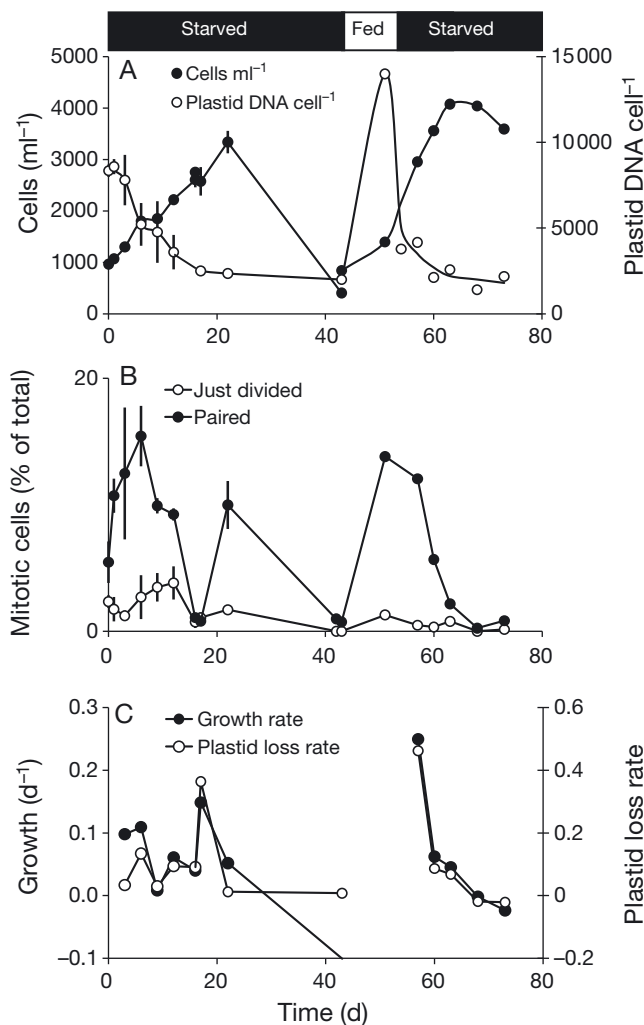 Starved Fed Starved
A
Cells ml⁻¹
Plastid DNA cell⁻¹
Cells (ml⁻¹)
5000
4000
3000
2000
1000
0
15000
10000
5000
0
Plastid DNA cell⁻¹
0 20 40 60 80
B
Just divided
Paired
Mitotic cells (% of total)
20
0
0 20 40 60 80
C
Growth rate
Plastid loss rate
Growth (d⁻¹)
0.3
0.2
0.1
0.0
−0.1
0.6
0.4
0.2
0
−0.2
Plastid loss rate
0 20 40 60 80
Time (d)